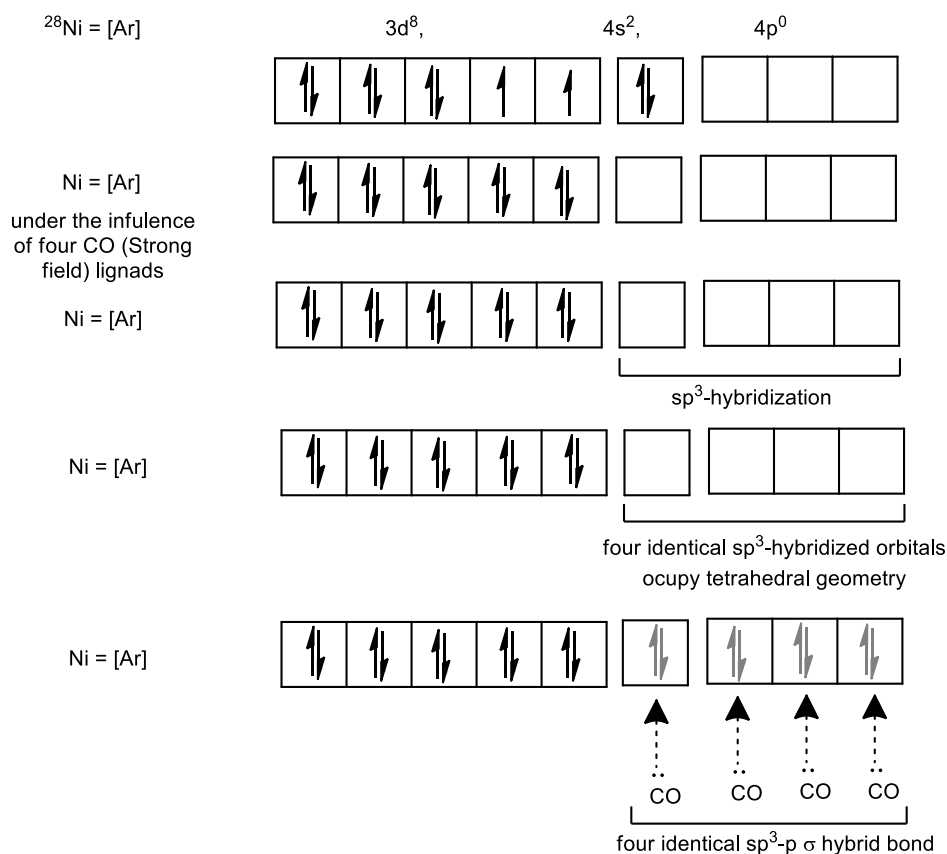 ²⁸Ni = [Ar] 3d⁸, 4s², 4p⁰
Ni = [Ar]
under the infulence
of four CO (Strong
field) lignads
Ni = [Ar]
sp³-hybridization
Ni = [Ar]
four identical sp³-hybridized orbitals
ocupy tetrahedral geometry
Ni = [Ar]
CO CO CO CO
four identical sp³-p σ hybrid bond